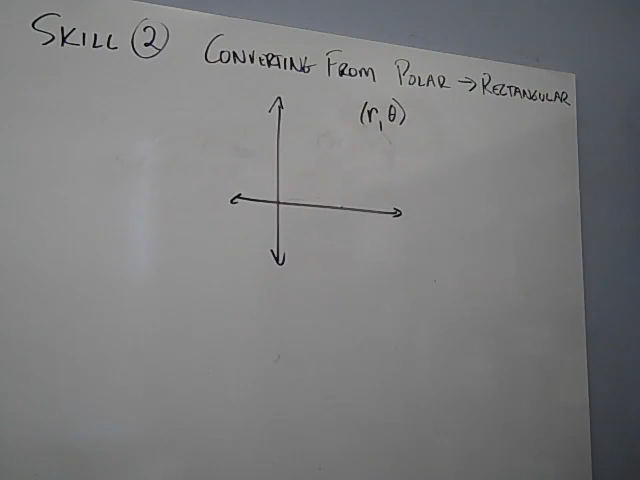 SKILL ② CONVERTING FROM POLAR → RECTANGULAR
(r, θ)